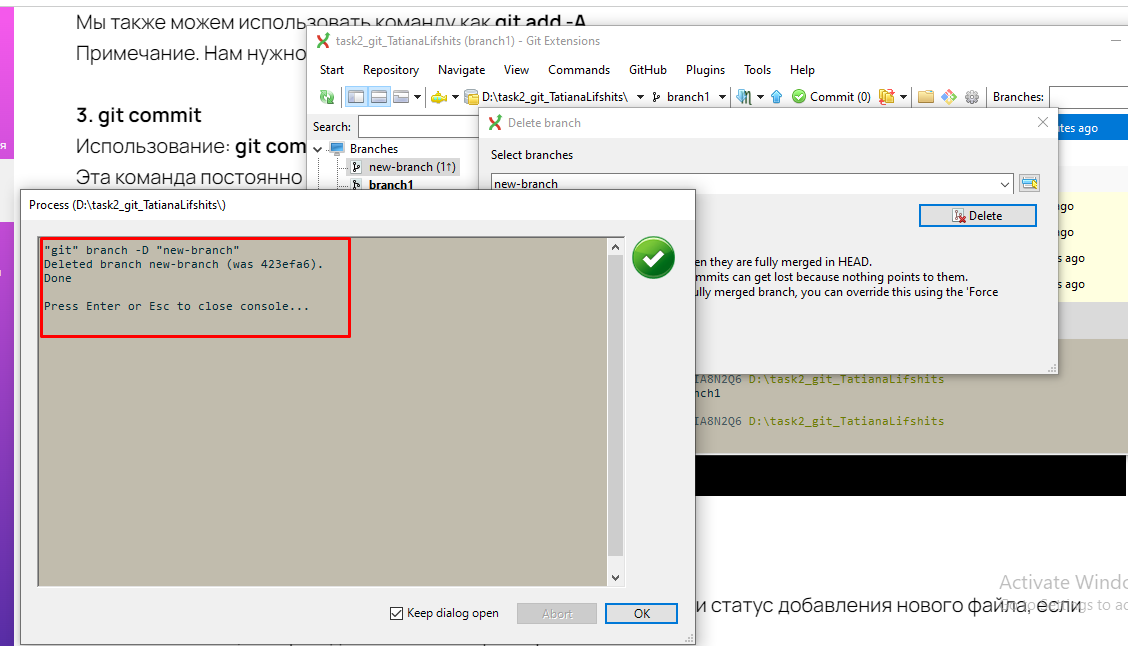 Мы также можем использовать команду как git add -A
Примечание. Нам нужно
3. git commit
Использование: git com
Эта команда постоянно
я
task2_git_TatianaLifshits (branch1) - Git Extensions
Start Repository Navigate View Commands GitHub Plugins Tools Help
D:\task2_git_TatianaLifshits\ branch1 Commit (0) Branches:
Search:
Branches
new-branch (1↑)
branch1
Delete branch
Select branches
new-branch
Delete
en they are fully merged in HEAD.
mmits can get lost because nothing points to them.
ully merged branch, you can override this using the 'Force
tes ago
go
go
s ago
s ago
IA8N2Q6 D:\task2_git_TatianaLifshits
nch1
IA8N2Q6 D:\task2_git_TatianaLifshits
Process (D:\task2_git_TatianaLifshits\)
"git" branch -D "new-branch"
Deleted branch new-branch (was 423efa6).
Done
Press Enter or Esc to close console...
Keep dialog open Abort OK
Activate Windo
и статус добавления нового файла, если